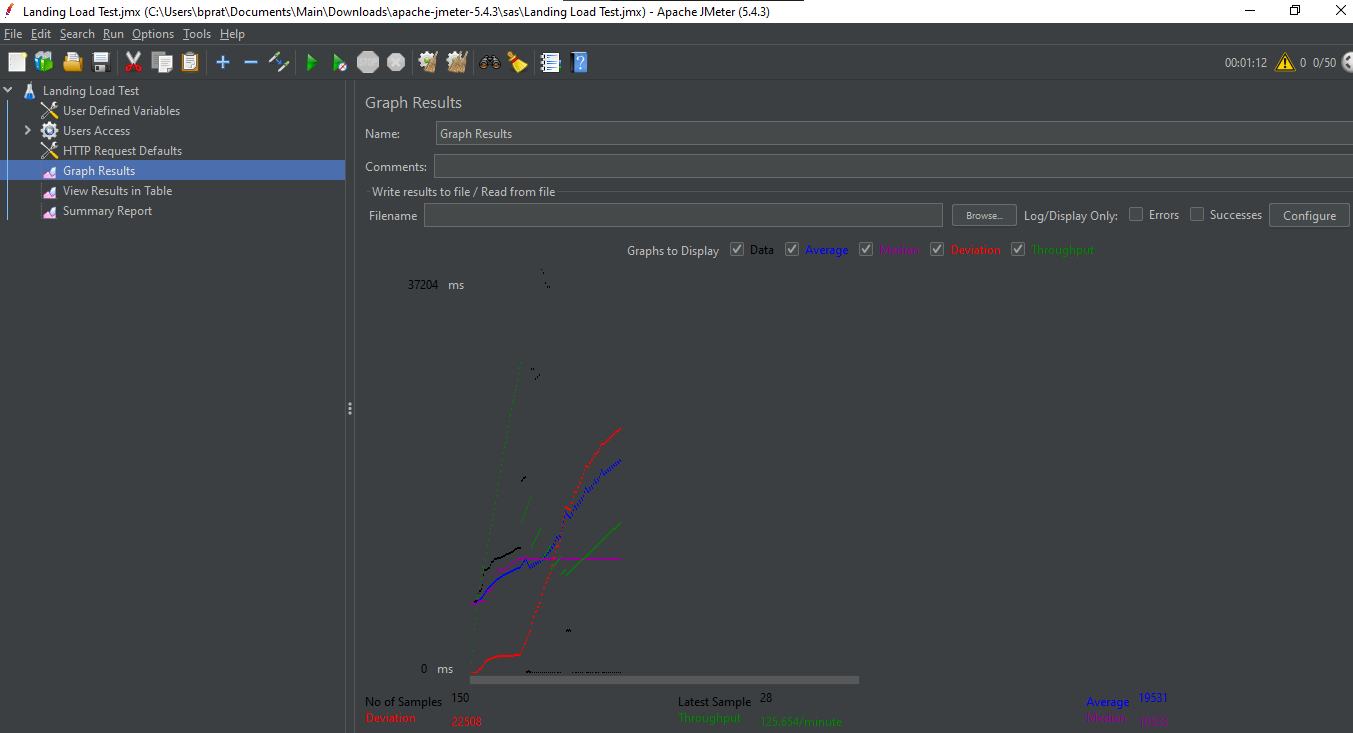 Landing Load Test.jmx (C:\Users\bprat\Documents\Main\Downloads\apache-jmeter-5.4.3\sas\Landing Load Test.jmx) - Apache JMeter (5.4.3)
File Edit Search Run Options Tools Help
STOP 00:01:12 0 0/50
Landing Load Test
User Defined Variables
Users Access
HTTP Request Defaults
Graph Results
View Results in Table
Summary Report
Graph Results
Name: Graph Results
Comments:
Write results to file / Read from file
Filename Browse... Log/Display Only: Errors Successes Configure
Graphs to Display Data Average Median Deviation Throughput
37204 ms
0 ms
No of Samples 150 Latest Sample 28 Average 19531
Deviation 22508 Throughput 125.654/minute Median